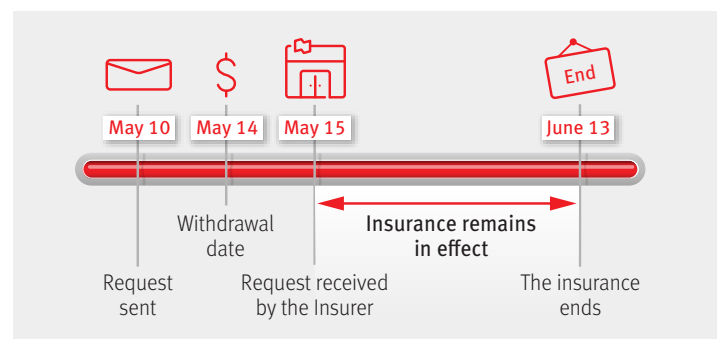 End
May 10
May 14
May 15
June 13
Withdrawal
date
Insurance remains
in effect
Request
sent
Request received
by the Insurer
The insurance
ends